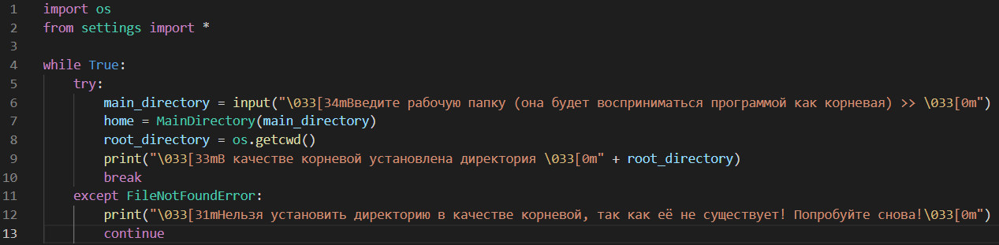 1 import os
2 from settings import *
3
4 while True:
5 try:
6 main_directory = input("\033[34mВведите рабочую папку (она будет восприниматься программой как корневая) >> \033[0m")
7 home = MainDirectory(main_directory)
8 root_directory = os.getcwd()
9 print("\033[33mВ качестве корневой установлена директория \033[0m" + root_directory)
10 break
11 except FileNotFoundError:
12 print("\033[31mНельзя установить директорию в качестве корневой, так как её не существует! Попробуйте снова!\033[0m")
13 continue